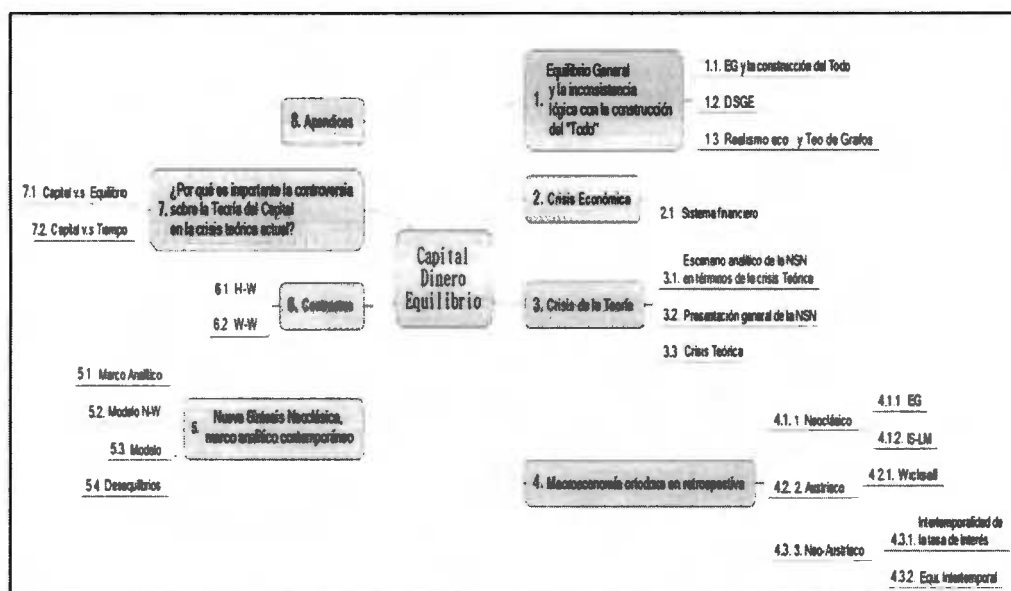 Capital
Dinero
Equilibrio
1. Equilibrio General
y la inconsistencia
lógica con la construcción
del "Todo"
1.1. EG y la construcción del Todo
1.2. DSGE
1.3 Realismo eco y Teo de Grafos
2. Crisis Económica
2.1 Sistema financiero
3. Crisis de la Teoría
3.1. Escenario analítico de la NSN
en términos de la crisis Teórica
3.2 Presentación general de la NSN
3.3 Crisis Teórica
4. Macroeconomía ortodoxa en retrospectiva
4.1. 1 Neoclásico
4.1.1 EG
4.1.2. IS-LM
4.2. 2. Austriaco
4.2.1. Wicksell
4.3. 3. Neo-Austriaco
4.3.1. Intertemporalidad de
la tasa de interés
4.3.2 Equi. Intertemporal
5. Nueva Síntesis Neoclásica,
marco analítico contemporáneo
5.1 Marco Analítico
5.2. Modelo N-W
5.3 Modelo
5.4 Desequilibrios
6. Contrastes
6.1 H-W
6.2 W-W
7. ¿Por qué es importante la controversia
sobre la Teoría del Capital
en la crisis teórica actual?
7.1 Capital v.s Equilibrio
7.2. Capital v.s Tiempo
8. Apendices